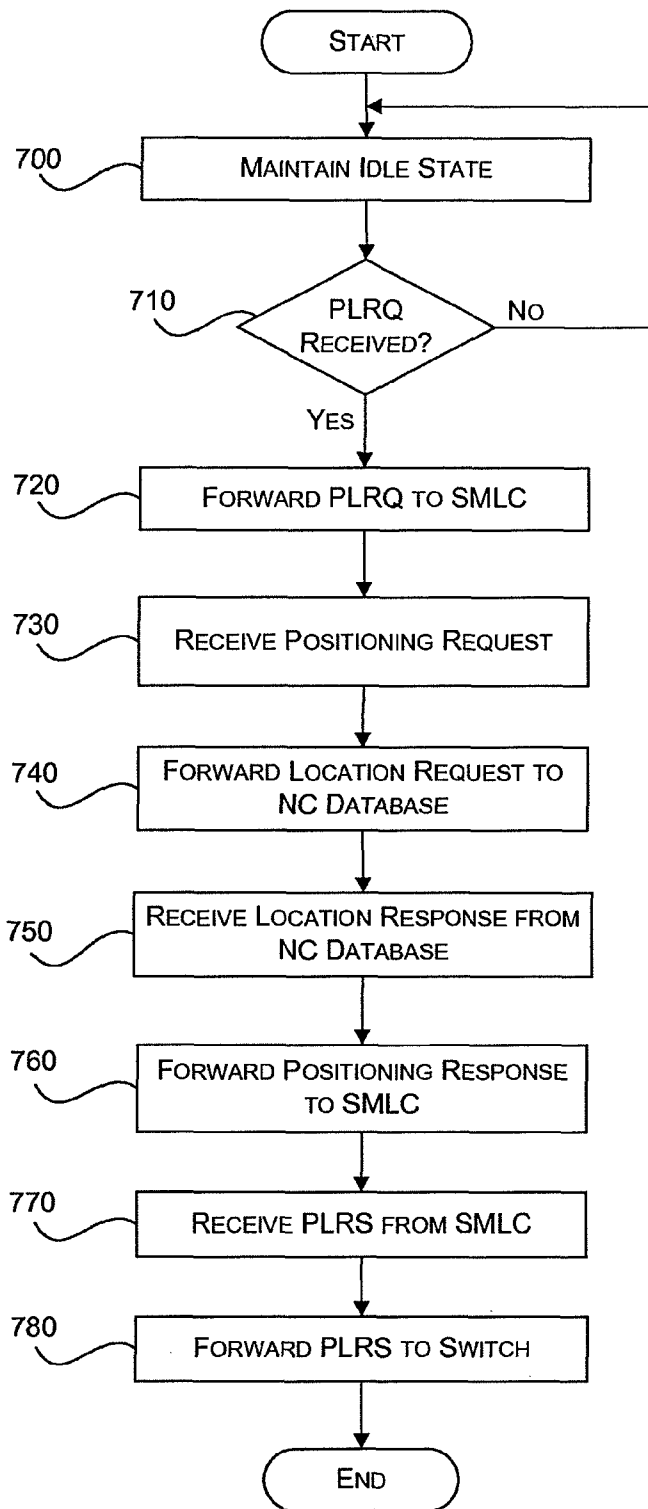 START
700
MAINTAIN IDLE STATE
710
PLRQ
RECEIVED?
NO
YES
720
FORWARD PLRQ TO SMLC
730
RECEIVE POSITIONING REQUEST
740
FORWARD LOCATION REQUEST TO
NC DATABASE
750
RECEIVE LOCATION RESPONSE FROM
NC DATABASE
760
FORWARD POSITIONING RESPONSE
TO SMLC
770
RECEIVE PLRS FROM SMLC
780
FORWARD PLRS TO SWITCH
END